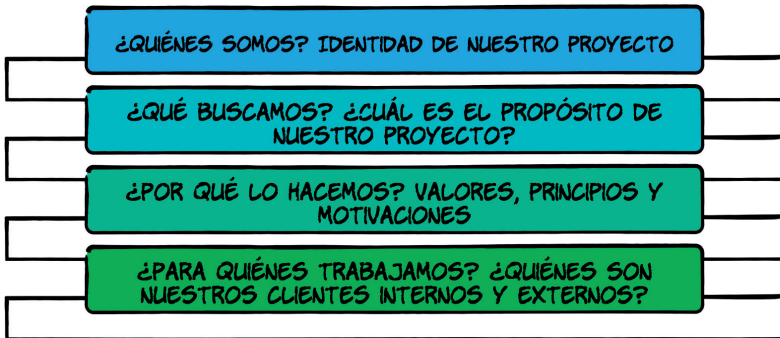 ¿QUIÉNES SOMOS? IDENTIDAD DE NUESTRO PROYECTO
¿QUÉ BUSCAMOS? ¿CUÁL ES EL PROPÓSITO DE
NUESTRO PROYECTO?
¿POR QUÉ LO HACEMOS? VALORES, PRINCIPIOS Y
MOTIVACIONES
¿PARA QUIÉNES TRABAJAMOS? ¿QUIÉNES SON
NUESTROS CLIENTES INTERNOS Y EXTERNOS?